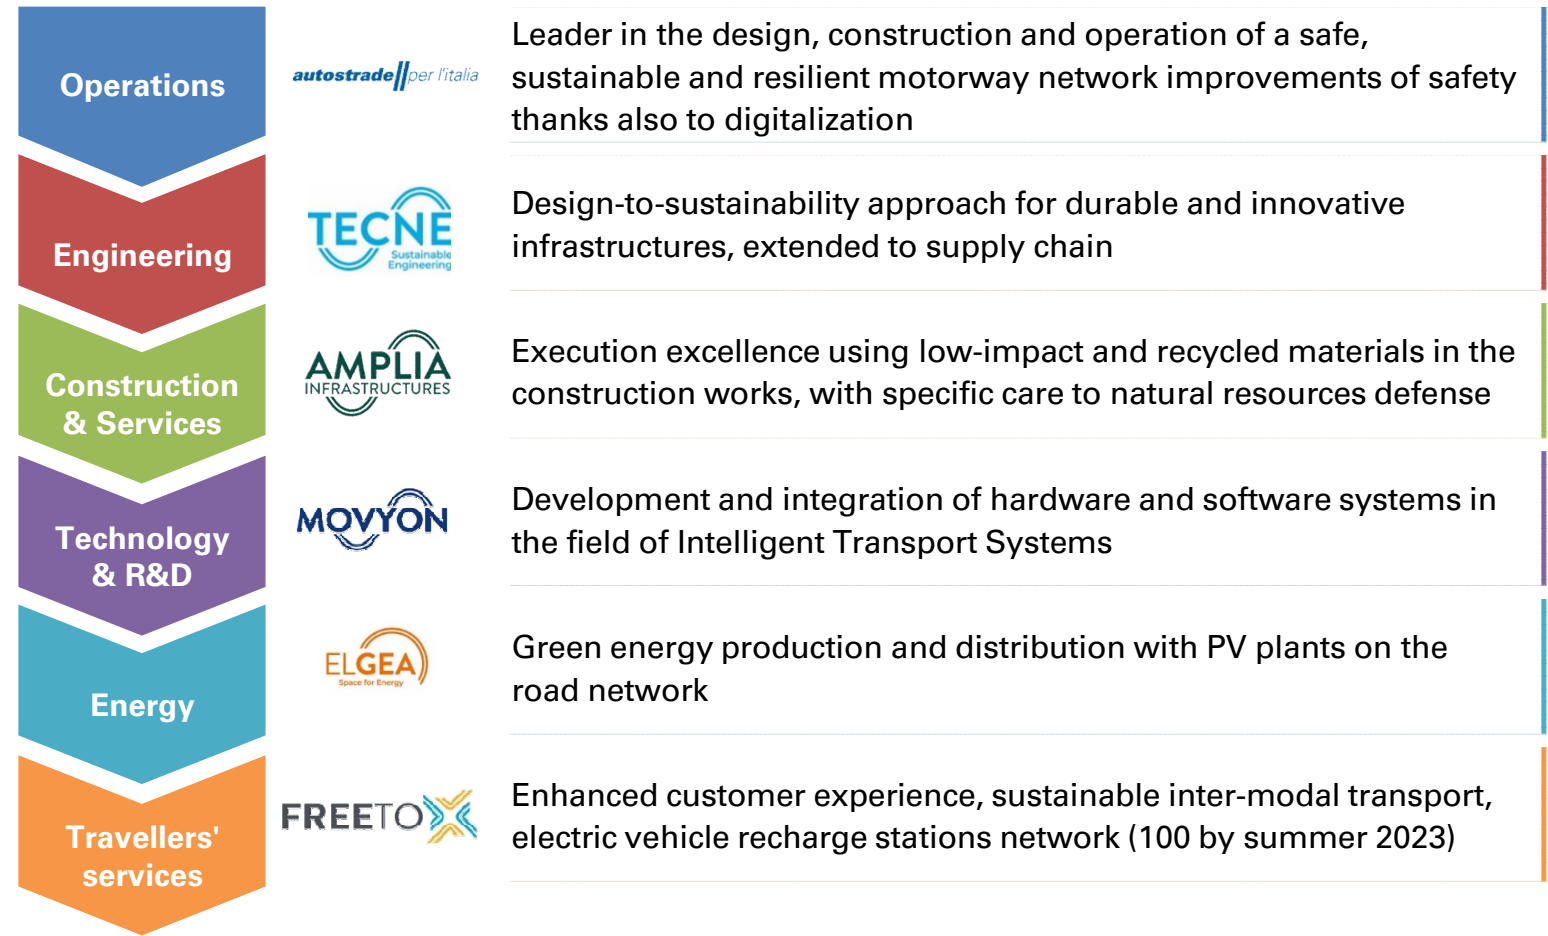 Operations
autostrade//per l'italia
Leader in the design, construction and operation of a safe,
sustainable and resilient motorway network improvements of safety
thanks also to digitalization
Engineering
TECNE
Sustainable
Engineering
Design-to-sustainability approach for durable and innovative
infrastructures, extended to supply chain
Construction
& Services
AMPLIA
INFRASTRUCTURES
Execution excellence using low-impact and recycled materials in the
construction works, with specific care to natural resources defense
Technology
& R&D
MOVYON
Development and integration of hardware and software systems in
the field of Intelligent Transport Systems
Energy
ELGEA
Space for Energy
Green energy production and distribution with PV plants on the
road network
Travellers'
services
FREETOX
Enhanced customer experience, sustainable inter-modal transport,
electric vehicle recharge stations network (100 by summer 2023)